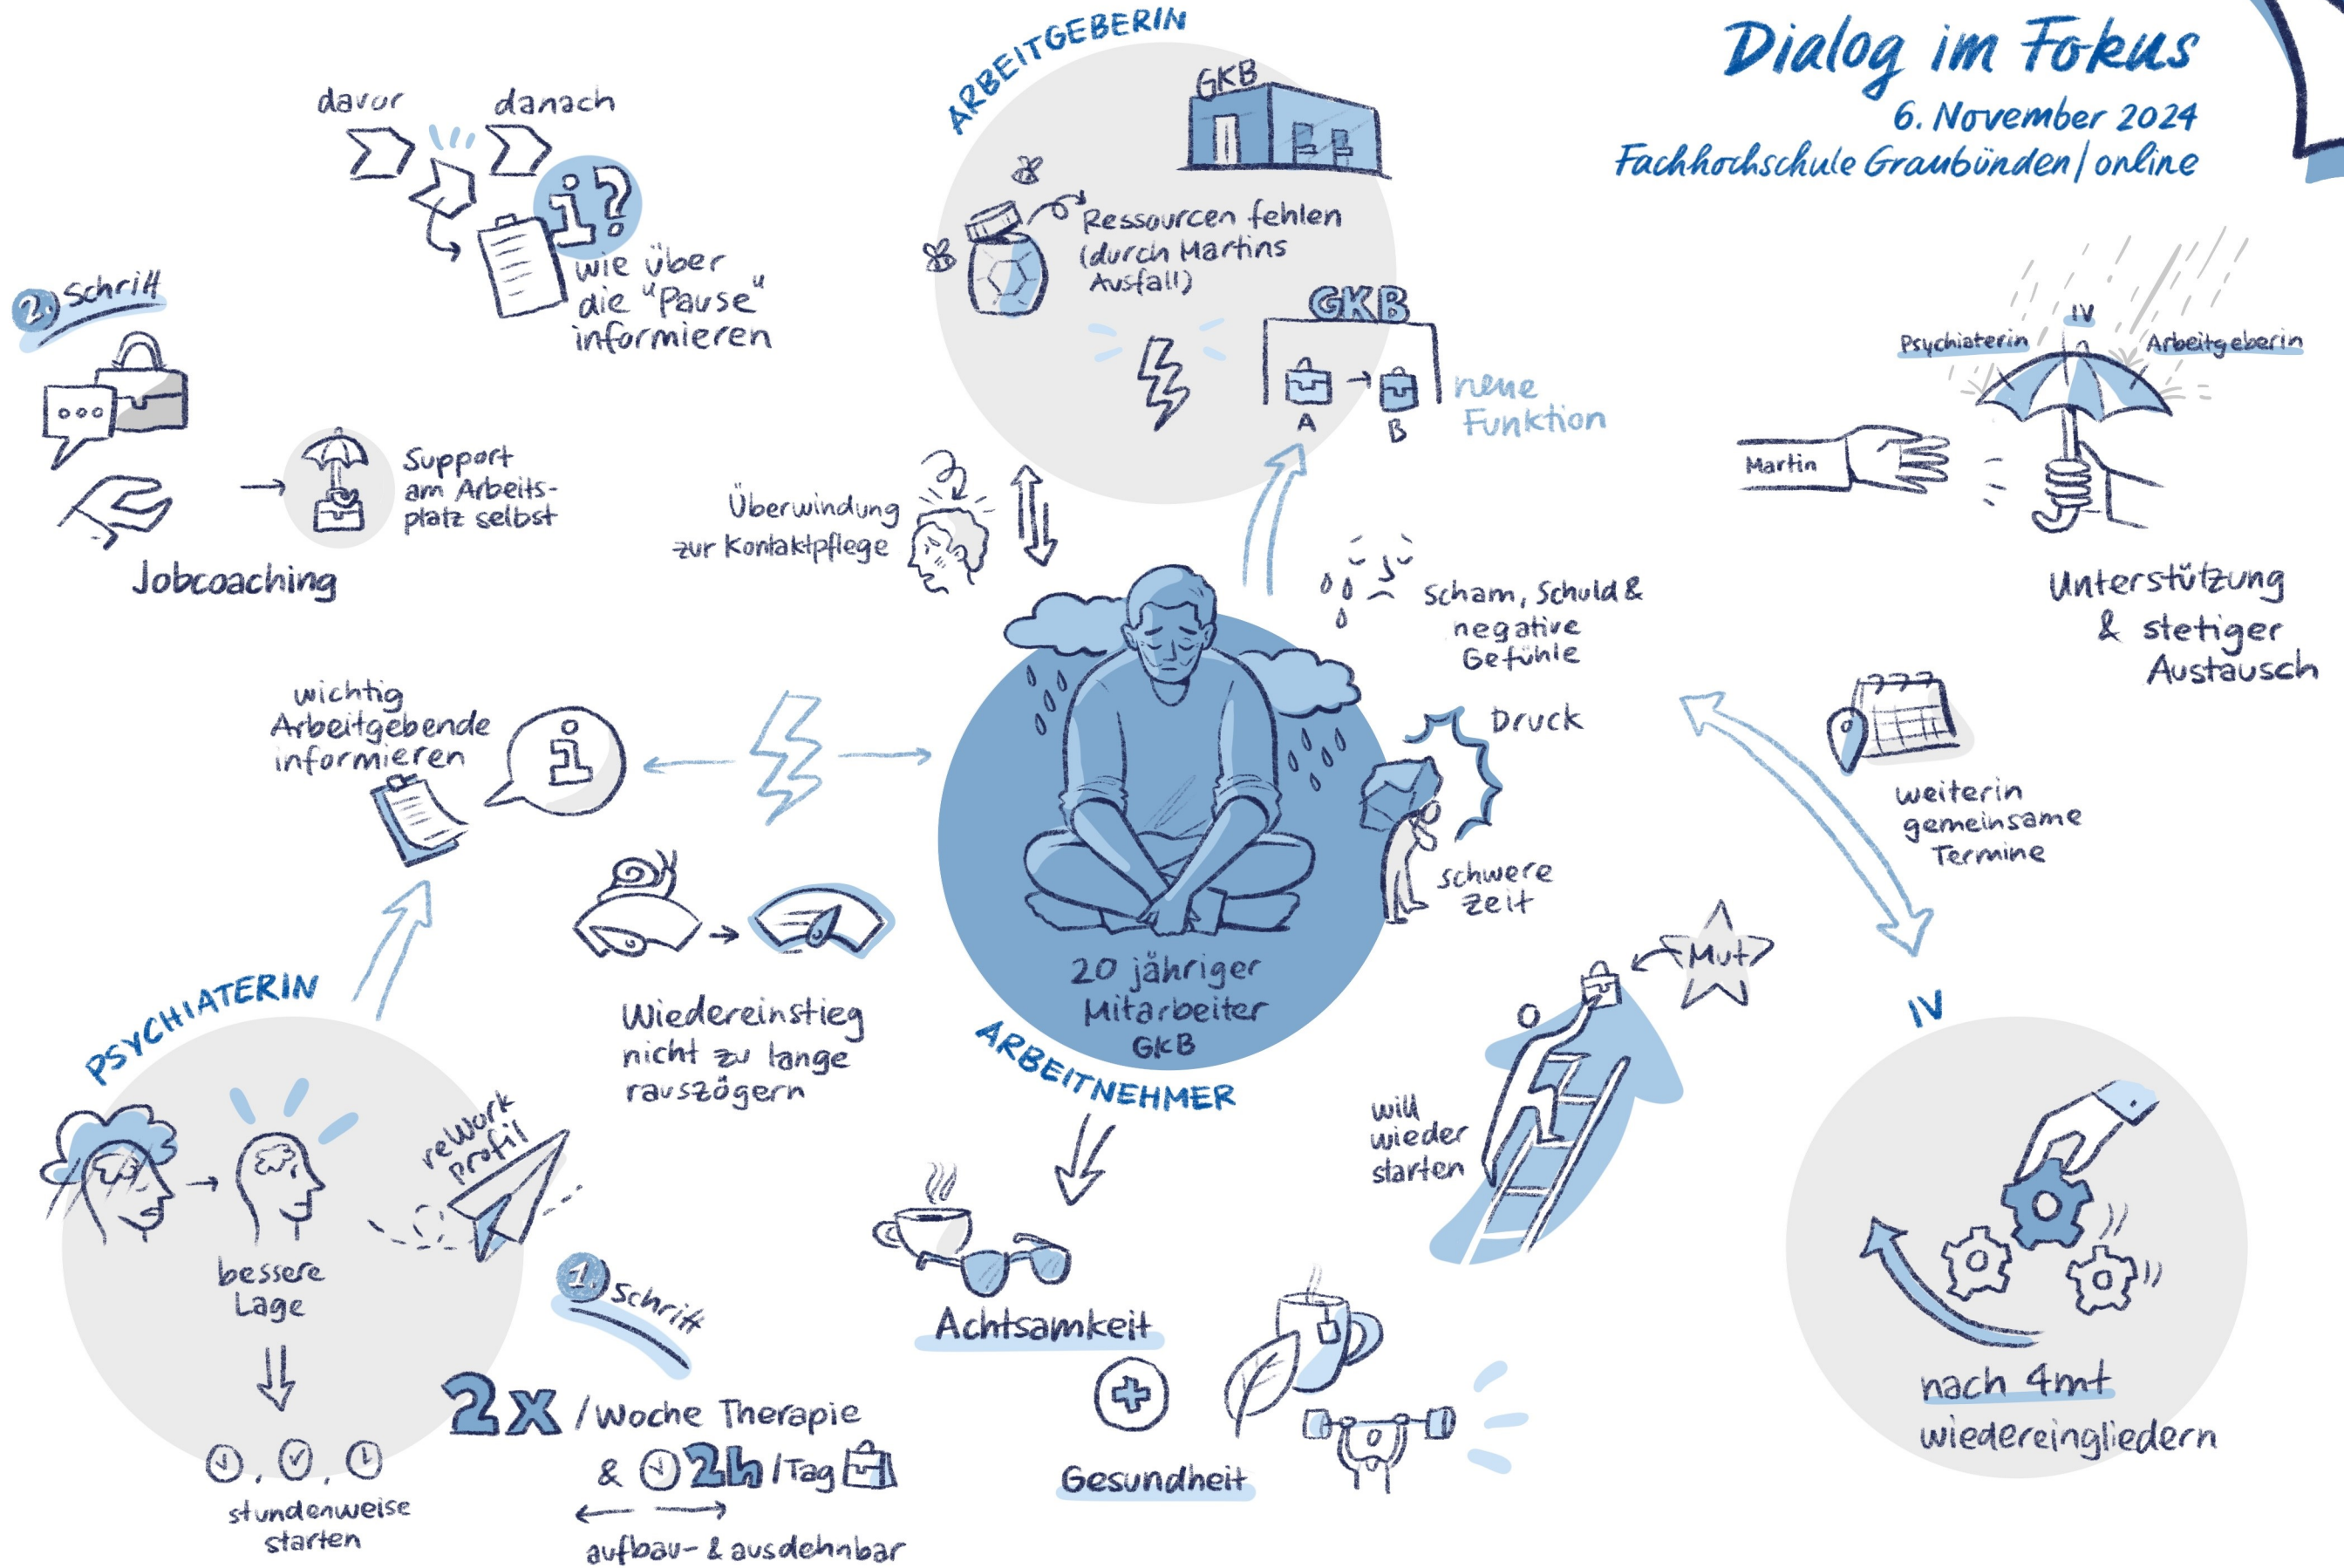 Dialog im Fokus
6. November 2024
Fachhochschule Graubünden | online
ARBEITGEBERIN
GKB
Ressourcen fehlen
(durch Martins
Ausfall)
GKB
A
B
neue
Funktion
davor
danach
i?
wie über
die "Pause"
informieren
2. Schritt
Support
am Arbeits-
platz selbst
Jobcoaching
Überwindung
zur Kontaktpflege
Psychiaterin
IV
Arbeitgeberin
Martin
Unterstützung
& stetiger
Austausch
Scham, Schuld &
negative
Gefühle
Druck
schwere
Zeit
wichtig
Arbeitgebende
informieren
i
weiterin
gemeinsame
Termine
Wiedereinstieg
nicht zu lange
rauszögern
20 jähriger
Mitarbeiter
GKB
ARBEITNEHMER
Mut
will
wieder
starten
PSYCHIATERIN
reWork
profil
bessere
Lage
stundenweise
starten
1. Schritt
2x /Woche Therapie
& 2h /Tag
aufbau- & ausdehnbar
Achtsamkeit
Gesundheit
IV
nach 4mt
wiedereingliedern